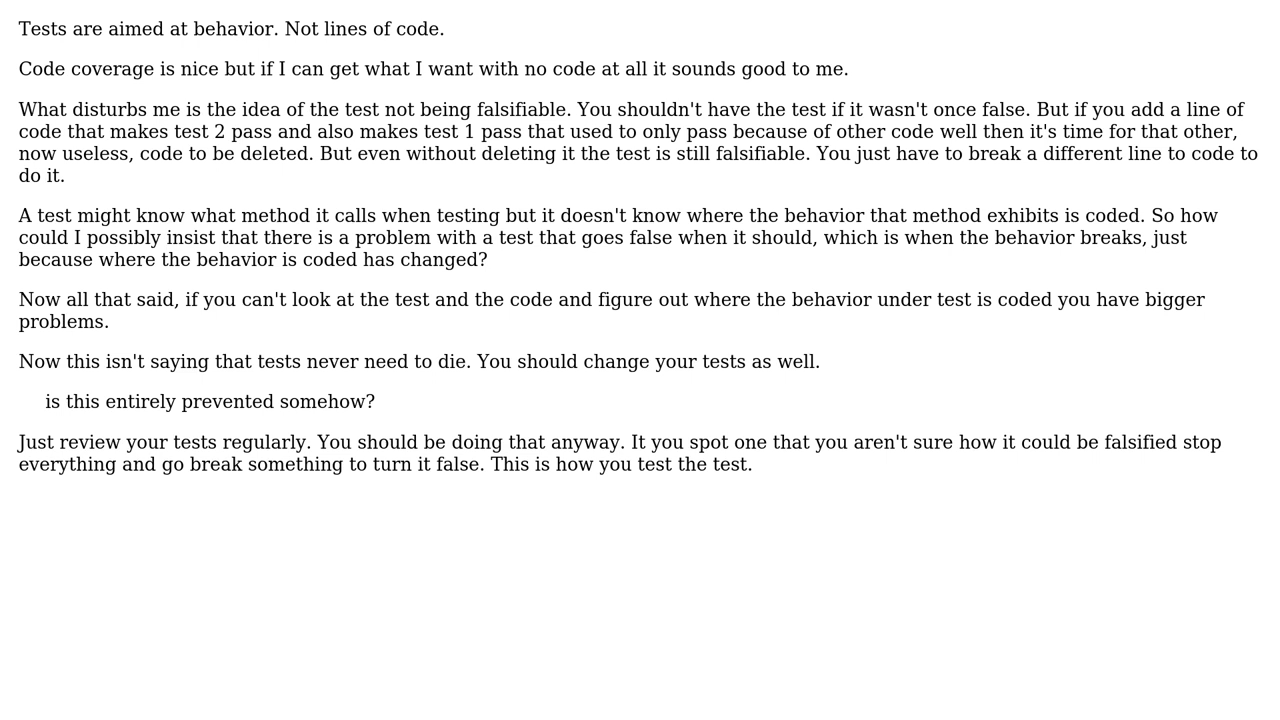 Tests are aimed at behavior. Not lines of code.
Code coverage is nice but if I can get what I want with no code at all it sounds good to me.
What disturbs me is the idea of the test not being falsifiable. You shouldn't have the test if it wasn't once false. But if you add a line of
code that makes test 2 pass and also makes test 1 pass that used to only pass because of other code well then it's time for that other,
now useless, code to be deleted. But even without deleting it the test is still falsifiable. You just have to break a different line to code to
do it.
A test might know what method it calls when testing but it doesn't know where the behavior that method exhibits is coded. So how
could I possibly insist that there is a problem with a test that goes false when it should, which is when the behavior breaks, just
because where the behavior is coded has changed?
Now all that said, if you can't look at the test and the code and figure out where the behavior under test is coded you have bigger
problems.
Now this isn't saying that tests never need to die. You should change your tests as well.
is this entirely prevented somehow?
Just review your tests regularly. You should be doing that anyway. It you spot one that you aren't sure how it could be falsified stop
everything and go break something to turn it false. This is how you test the test.